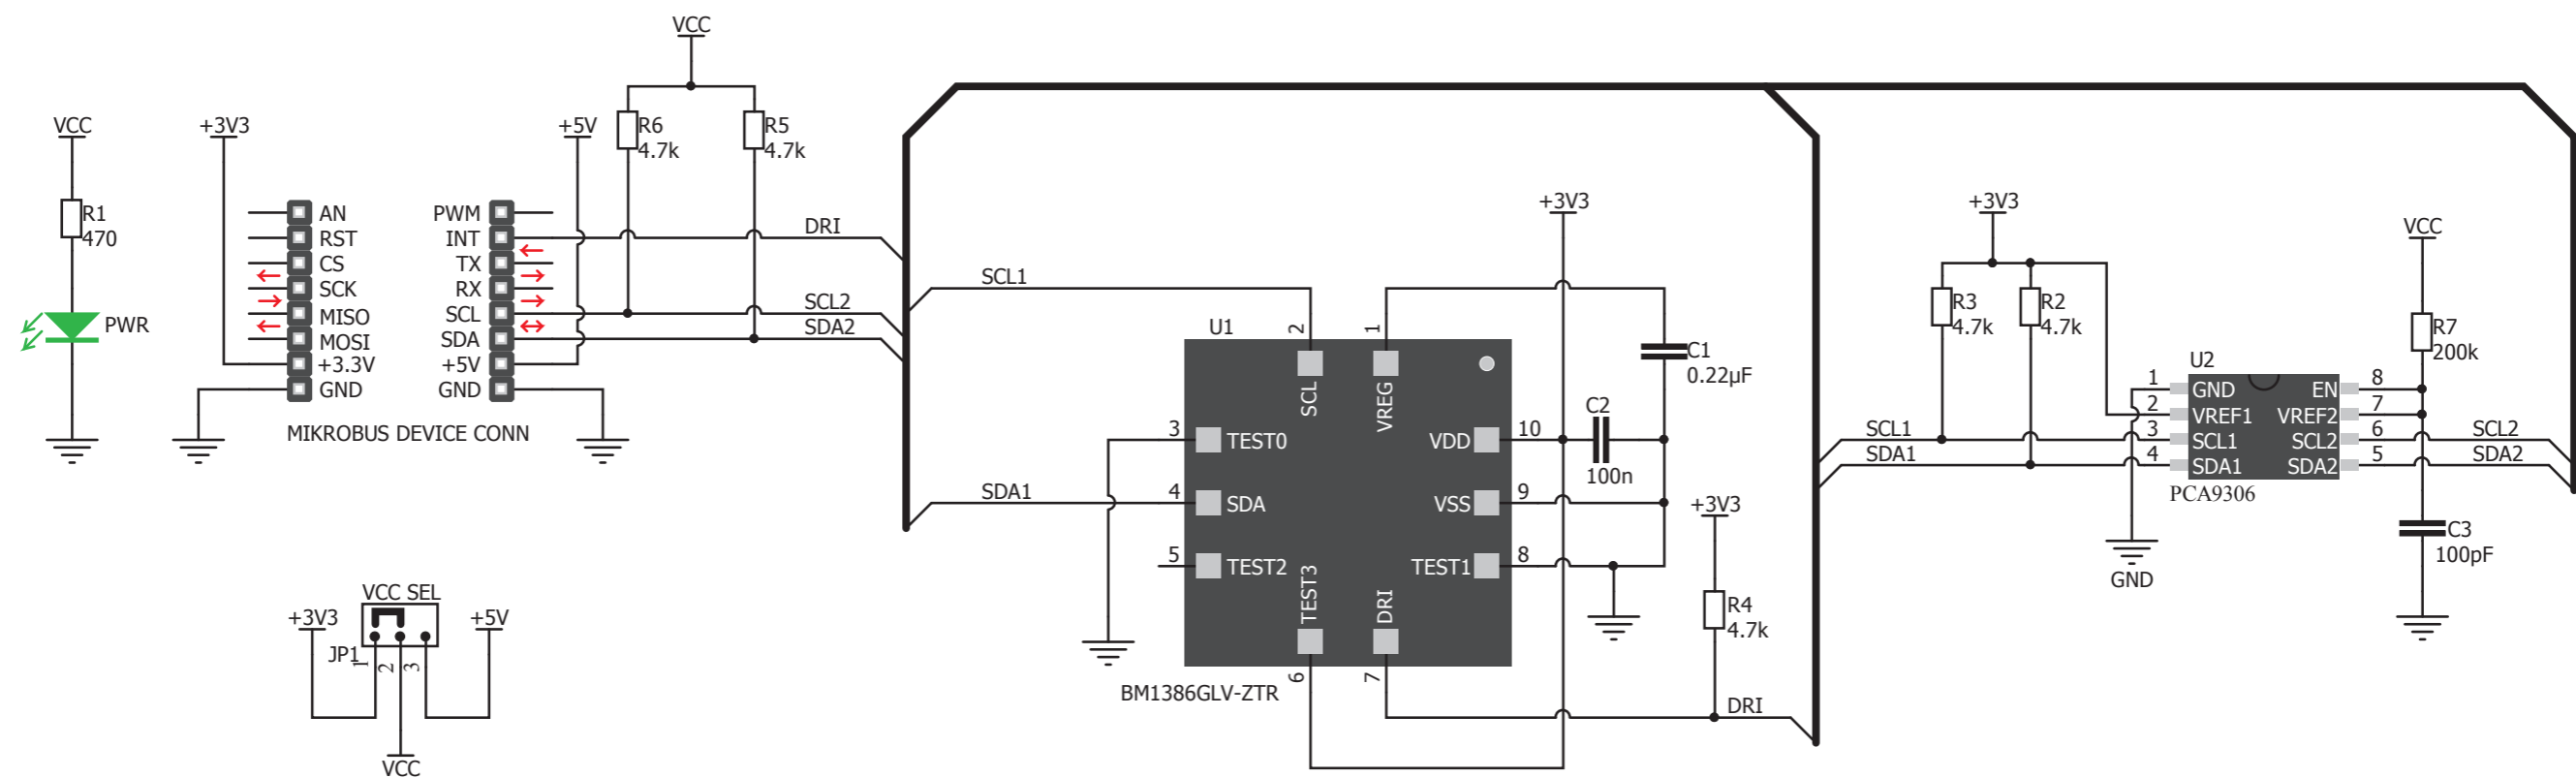 VCC
R1
470
PWR
+3V3
AN
RST
CS
SCK
MISO
MOSI
+3.3V
GND
PWM
INT
TX
RX
SCL
SDA
+5V
GND
MIKROBUS DEVICE CONN
+5V
VCC
R6
4.7k
R5
4.7k
DRI
SCL2
SDA2
VCC SEL
+3V3
+5V
JP1
1
2
3
VCC
SCL1
SDA1
U1
2
1
SCL
VREG
3
TEST0
4
SDA
5
TEST2
VDD
10
VSS
9
TEST1
8
TEST3
DRI
6
7
BM1386GLV-ZTR
+3V3
C1
0.22µF
C2
100n
+3V3
R4
4.7k
DRI
+3V3
R3
4.7k
R2
4.7k
SCL1
SDA1
U2
1
GND
2
VREF1
3
SCL1
4
SDA1
EN
8
VREF2
7
SCL2
6
SDA2
5
PCA9306
GND
VCC
R7
200k
SCL2
SDA2
C3
100pF